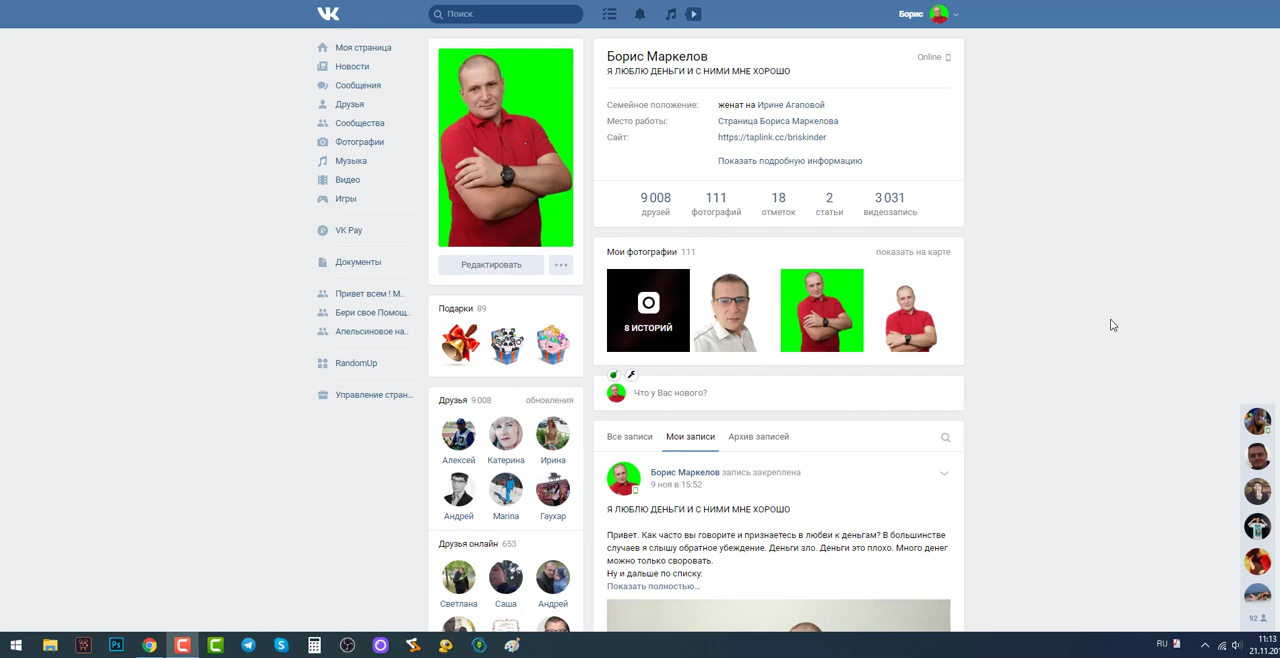 Поиск
Борис
Моя страница
Новости
Сообщения
Друзья
Сообщества
Фотографии
Музыка
Видео
Игры
VK Pay
Документы
Привет всем ! М..
Бери свое Помощ..
Апельсиновое на..
RandomUp
Управление стран...
Редактировать
Подарки 89
Друзья 9 008 обновления
Алексей Катерина Ирина
Андрей Marina Гаухар
Друзья онлайн 653
Светлана Саша Андрей
Борис Маркелов Online
Я ЛЮБЛЮ ДЕНЬГИ И С НИМИ МНЕ ХОРОШО
Семейное положение: женат на Ирине Агаповой
Место работы: Страница Бориса Маркелова
Сайт: https://taplink.cc/briskinder
Показать подробную информацию
9 008 111 18 2 3 031
друзей фотографий отметок статьи видеозапись
Мои фотографии 111 показать на карте
8 ИСТОРИЙ
Что у Вас нового?
Все записи Мои записи Архив записей
Борис Маркелов запись закреплена
9 ноя в 15:52
Я ЛЮБЛЮ ДЕНЬГИ И С НИМИ МНЕ ХОРОШО
Привет. Как часто вы говорите и признаетесь в любви к деньгам? В большинстве
случаев я слышу обратное убеждение. Деньги зло. Деньги это плохо. Много денег
можно только своровать.
Ну и дальше по списку.
Показать полностью…
92
Ps
RU
11:13
21.11.20